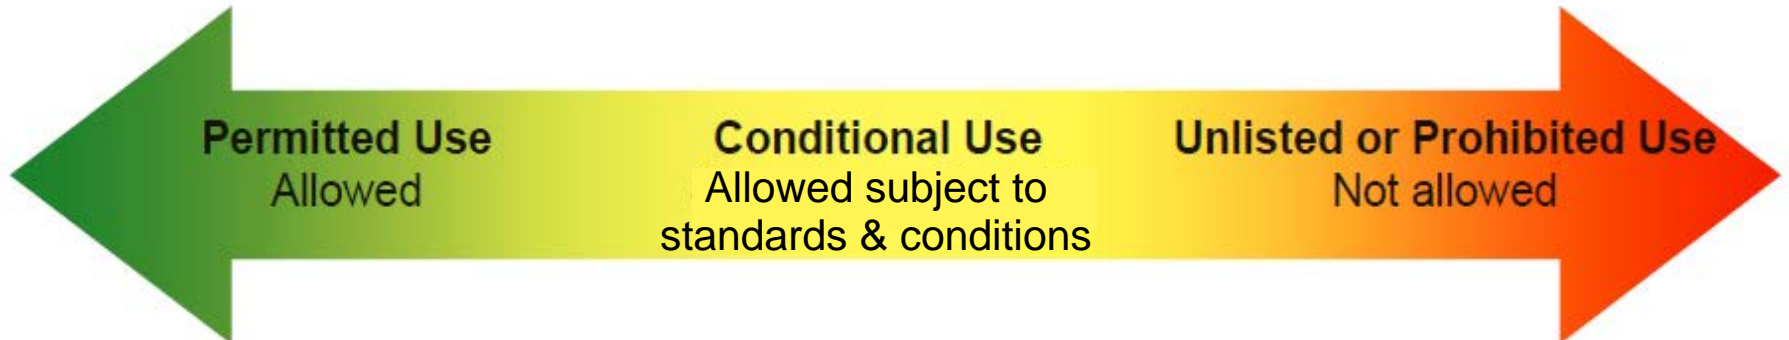 Permitted Use
Allowed
Conditional Use
Allowed subject to
standards & conditions
Unlisted or Prohibited Use
Not allowed